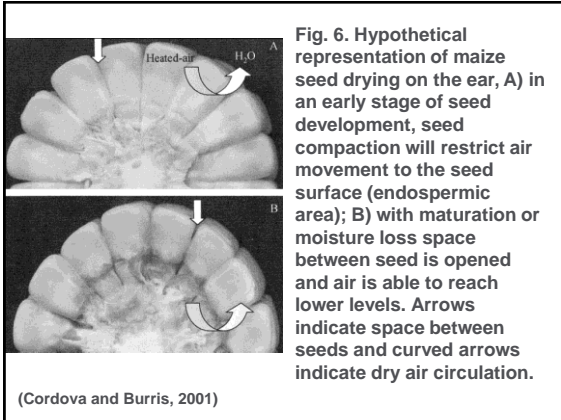 A
Heated-air
H₂O
B
Fig. 6. Hypothetical
representation of maize
seed drying on the ear, A) in
an early stage of seed
development, seed
compaction will restrict air
movement to the seed
surface (endospermic
area); B) with maturation or
moisture loss space
between seed is opened
and air is able to reach
lower levels. Arrows
indicate space between
seeds and curved arrows
indicate dry air circulation.
(Cordova and Burris, 2001)